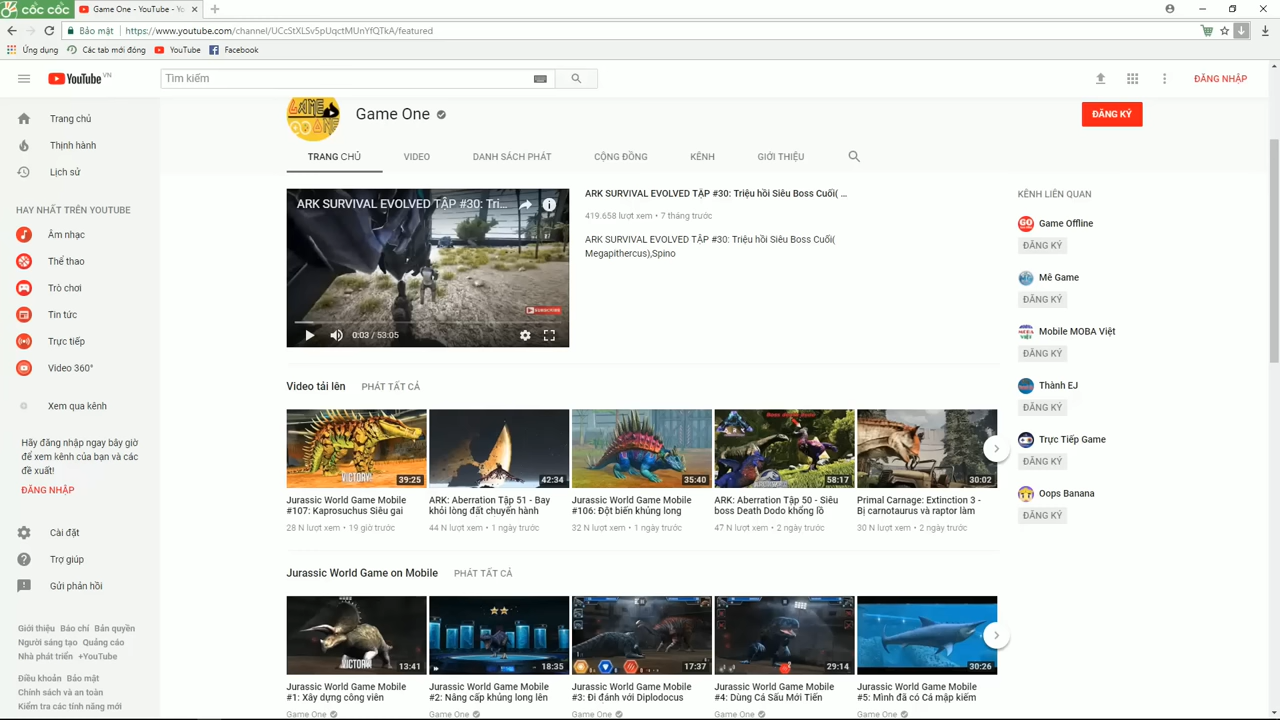 cốc cốc
Game One - YouTube - Yo
Bảo mật https://www.youtube.com/channel/UCcStXLSv5pUqctMUnYfQTkA/featured
Ứng dụng Các tab mới đóng YouTube Facebook
YouTube VN
Tìm kiếm
ĐĂNG NHẬP
Trang chủ
Thịnh hành
Lịch sử
HAY NHẤT TRÊN YOUTUBE
Âm nhạc
Thể thao
Trò chơi
Tin tức
Trực tiếp
Video 360°
Xem qua kênh
Hãy đăng nhập ngay bây giờ
để xem kênh của bạn và các
đề xuất!
ĐĂNG NHẬP
Cài đặt
Trợ giúp
Gửi phản hồi
Giới thiệu Báo chí Bản quyền
Người sáng tạo Quảng cáo
Nhà phát triển +YouTube
Điều khoản Bảo mật
Chính sách và an toàn
Kiểm tra các tính năng mới
GAME ONE
Game One
ĐĂNG KÝ
TRANG CHỦ VIDEO DANH SÁCH PHÁT CỘNG ĐỒNG KÊNH GIỚI THIỆU
ARK SURVIVAL EVOLVED TẬP #30: Tri...
SUBSCRIBE
0:03 / 53:05
ARK SURVIVAL EVOLVED TẬP #30: Triệu hồi Siêu Boss Cuối( ...
419.658 lượt xem • 7 tháng trước
ARK SURVIVAL EVOLVED TẬP #30: Triệu hồi Siêu Boss Cuối(
Megapithercus),Spino
Video tải lên PHÁT TẤT CẢ
VICTORY!
39:25
42:34
35:40
58:17
30:02
Jurassic World Game Mobile
#107: Kaprosuchus Siêu gai
28 N lượt xem • 19 giờ trước
ARK: Aberration Tập 51 - Bay
khỏi lòng đất chuyến hành
44 N lượt xem • 1 ngày trước
Jurassic World Game Mobile
#106: Đột biến khủng long
32 N lượt xem • 1 ngày trước
ARK: Aberration Tập 50 - Siêu
boss Death Dodo khổng lồ
47 N lượt xem • 2 ngày trước
Primal Carnage: Extinction 3 -
Bị carnotaurus và raptor làm
30 N lượt xem • 2 ngày trước
Jurassic World Game on Mobile PHÁT TẤT CẢ
VICTORY!
13:41
18:35
17:37
29:14
30:26
Jurassic World Game Mobile
#1: Xây dựng công viên
Game One
Jurassic World Game Mobile
#2: Nâng cấp khủng long lên
Game One
Jurassic World Game Mobile
#3: Đi đánh với Diplodocus
Game One
Jurassic World Game Mobile
#4: Dùng Cá Sấu Mới Tiến
Game One
Jurassic World Game Mobile
#5: Mình đã có Cá mập kiếm
Game One
KÊNH LIÊN QUAN
Game Offline
ĐĂNG KÝ
Mê Game
ĐĂNG KÝ
Mobile MOBA Việt
ĐĂNG KÝ
Thành EJ
ĐĂNG KÝ
Trực Tiếp Game
ĐĂNG KÝ
Oops Banana
ĐĂNG KÝ